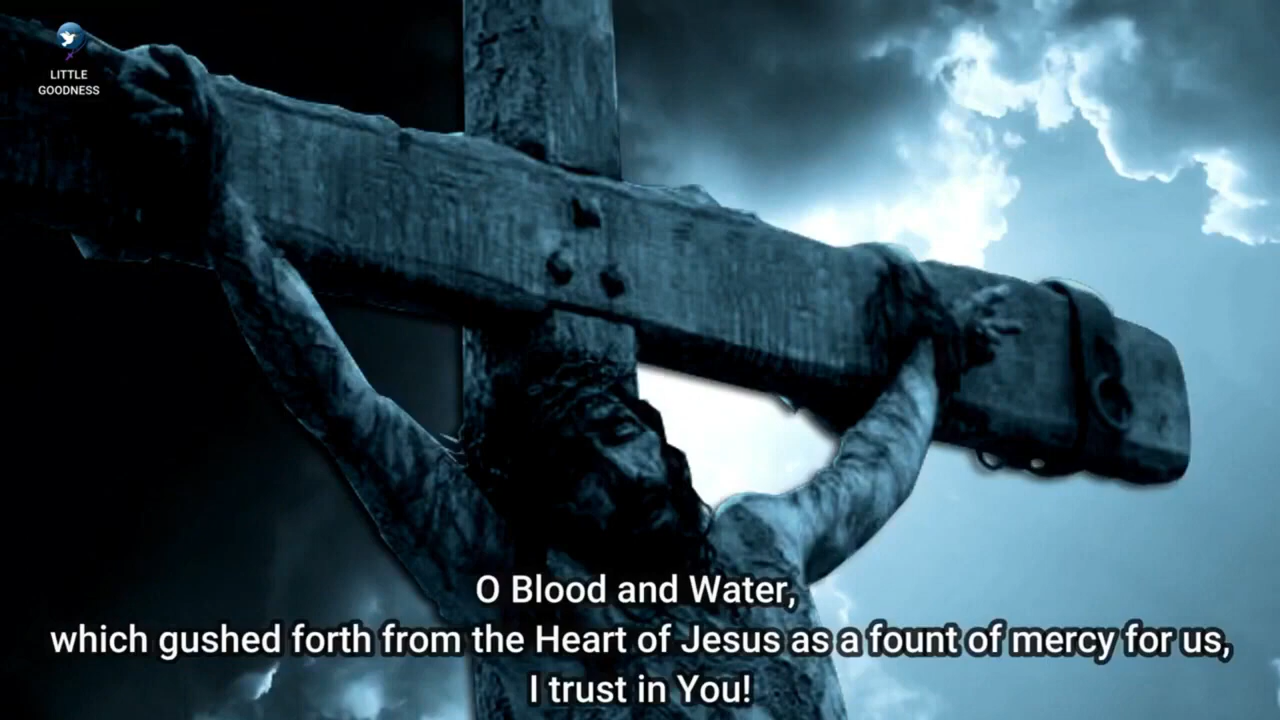 LITTLE
GOODNESS
O Blood and Water,
which gushed forth from the Heart of Jesus as a fount of mercy for us,
I trust in You!